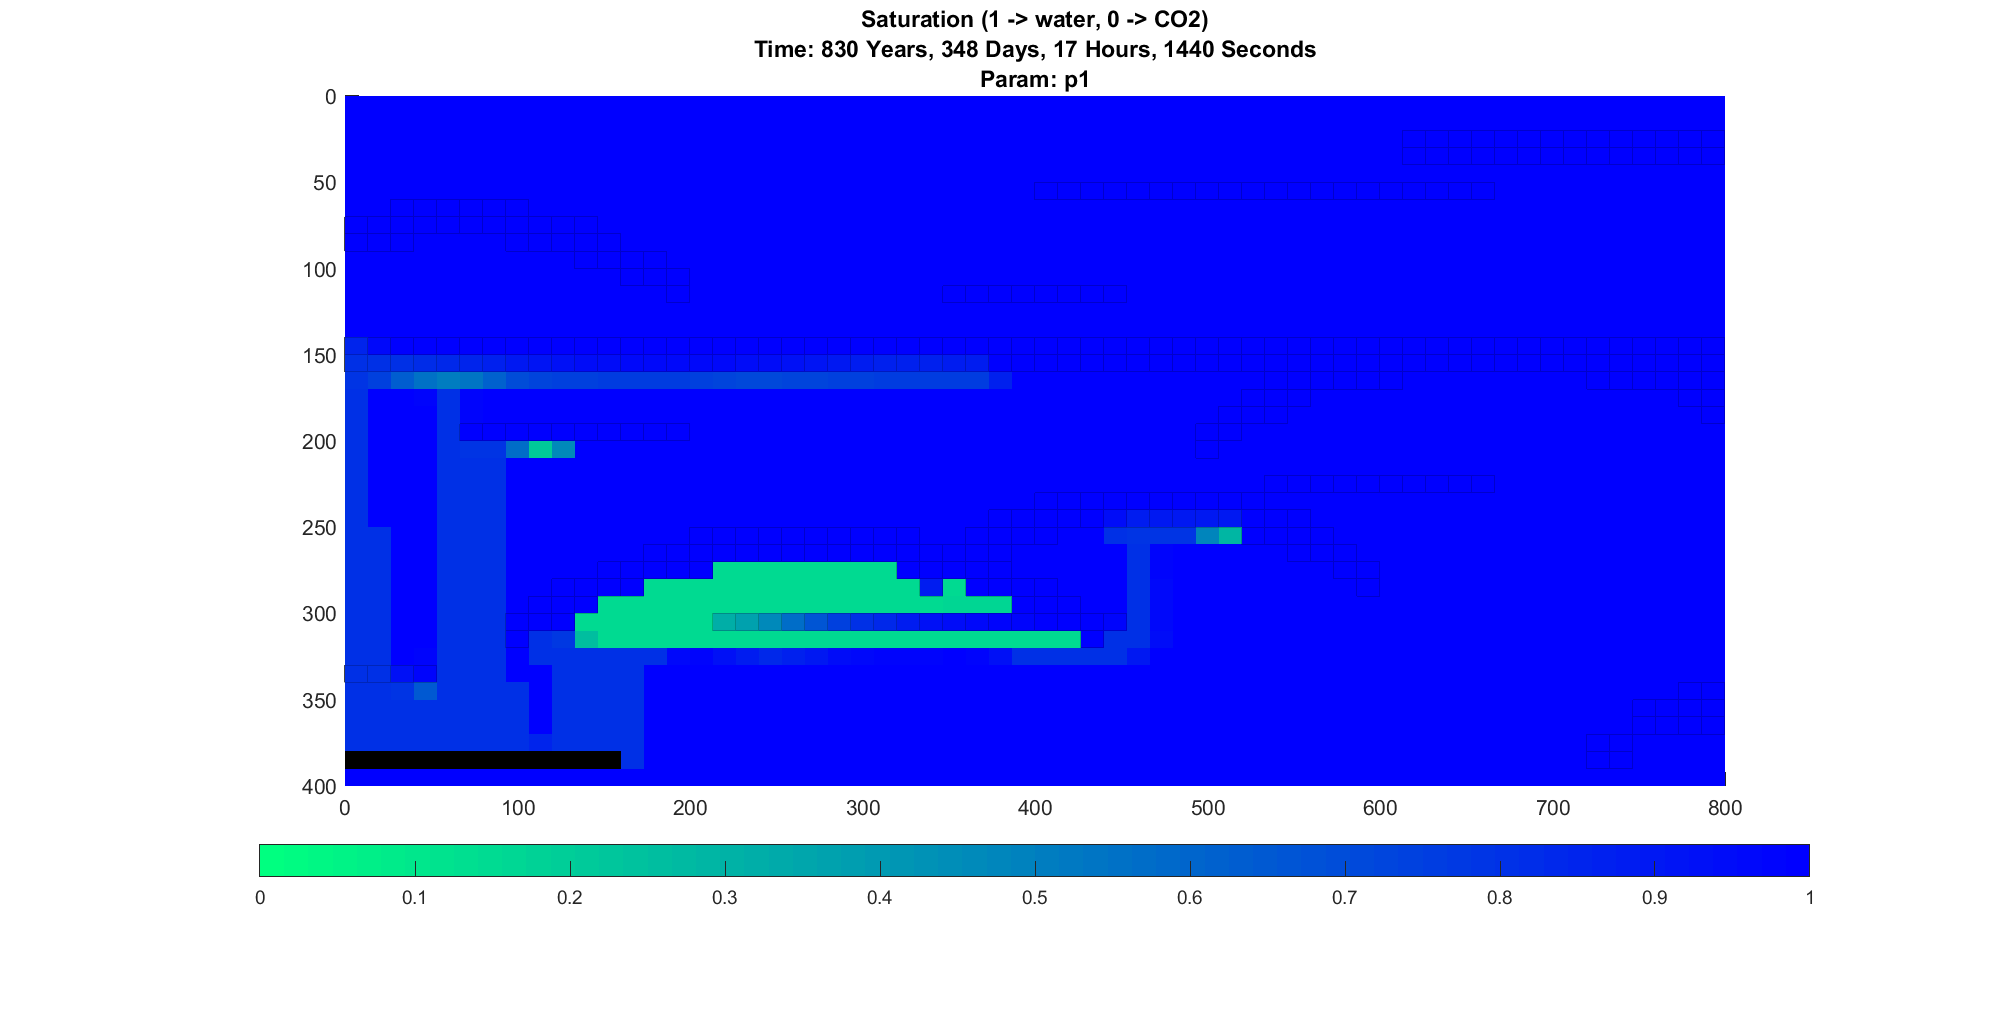 Saturation (1 -> water, 0 -> CO2)
Time: 830 Years, 348 Days, 17 Hours, 1440 Seconds
Param: p1
0
50
100
150
200
250
300
350
400
0 100 200 300 400 500 600 700 800
0 0.1 0.2 0.3 0.4 0.5 0.6 0.7 0.8 0.9 1